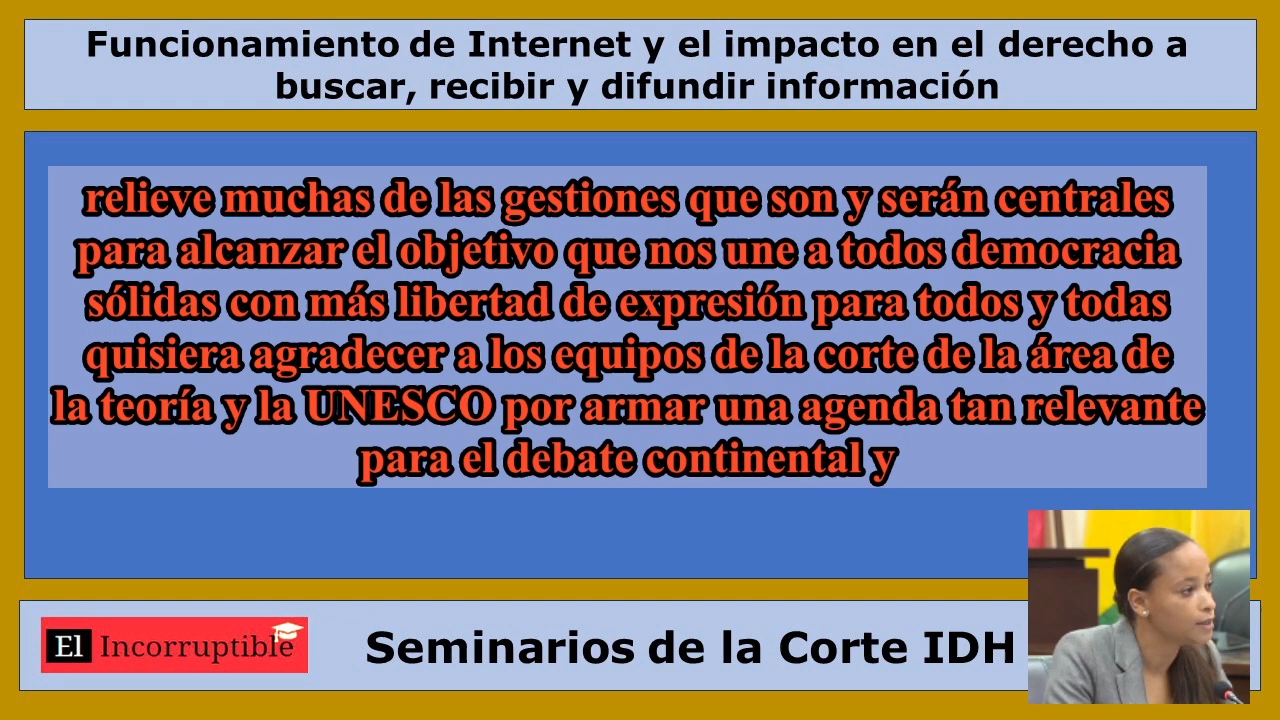 Funcionamiento de Internet y el impacto en el derecho a
buscar, recibir y difundir información
relieve muchas de las gestiones que son y serán centrales
para alcanzar el objetivo que nos une a todos democracia
sólidas con más libertad de expresión para todos y todas
quisiera agradecer a los equipos de la corte de la área de
la teoría y la UNESCO por armar una agenda tan relevante
para el debate continental y
El Incorruptible
Seminarios de la Corte IDH